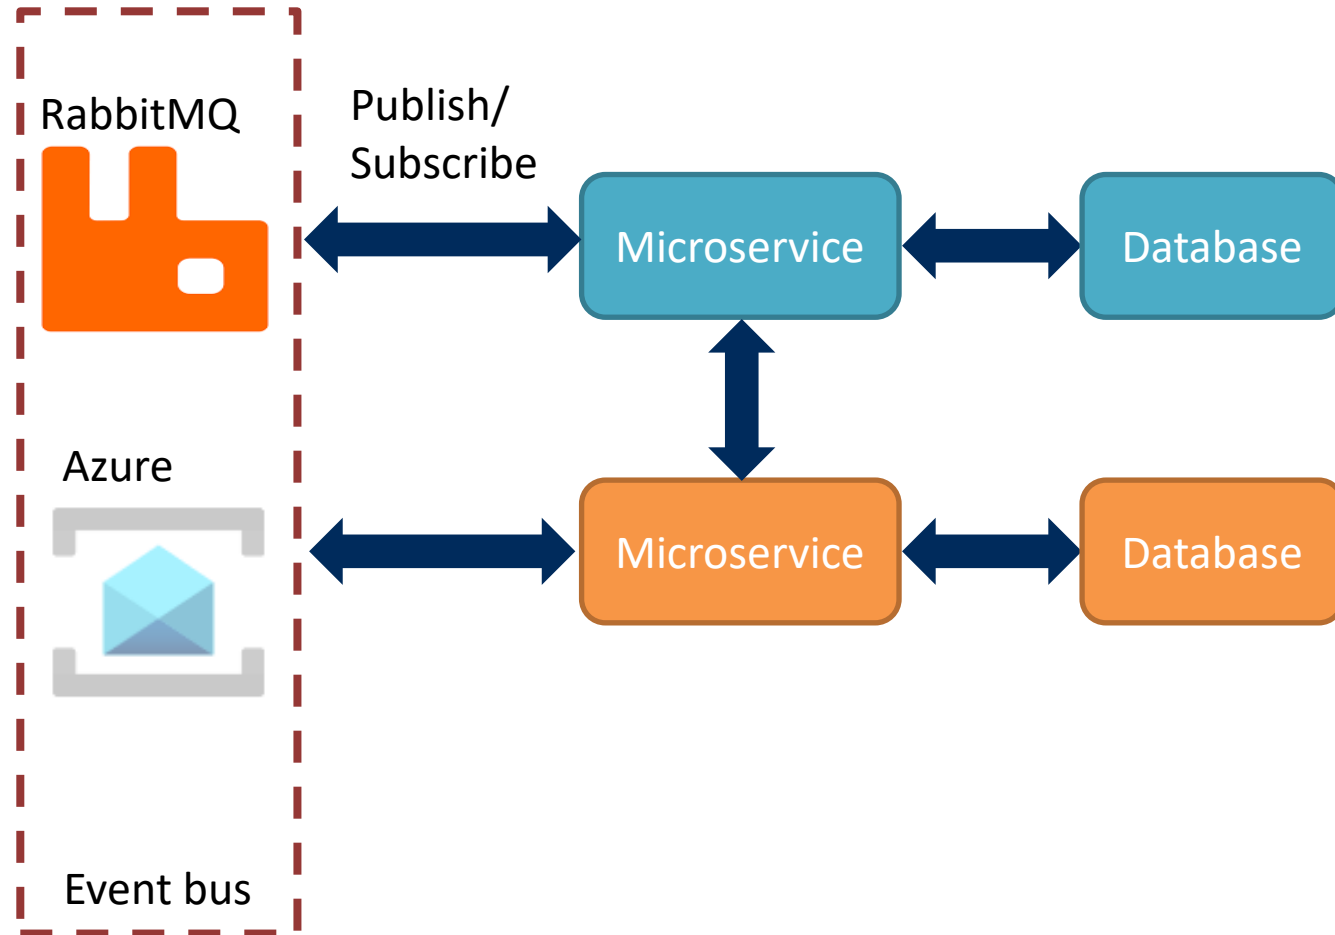 RabbitMQ
Publish/
Subscribe
Microservice
Database
Azure
Microservice
Database
Event bus